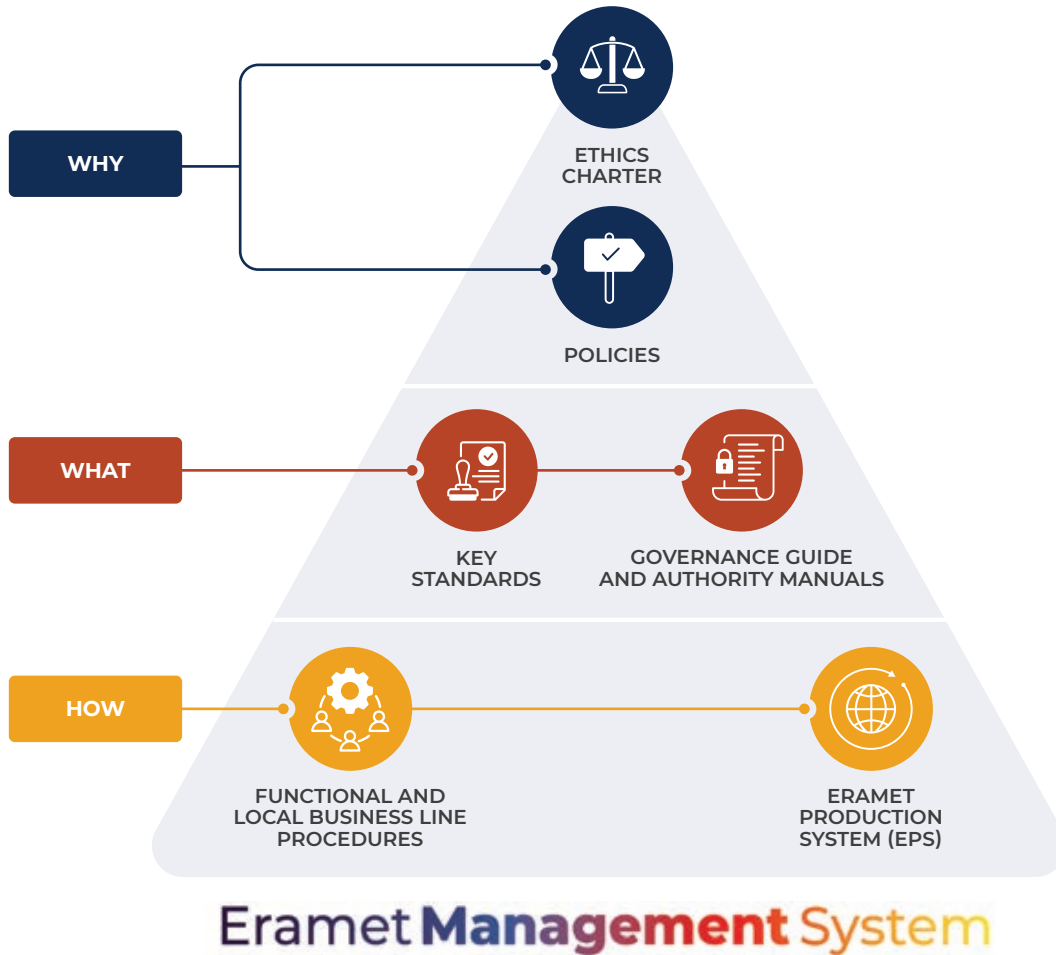 WHY
ETHICS
CHARTER
POLICIES
WHAT
KEY
STANDARDS
GOVERNANCE GUIDE
AND AUTHORITY MANUALS
HOW
FUNCTIONAL AND
LOCAL BUSINESS LINE
PROCEDURES
ERAMET
PRODUCTION
SYSTEM (EPS)
Eramet Management System